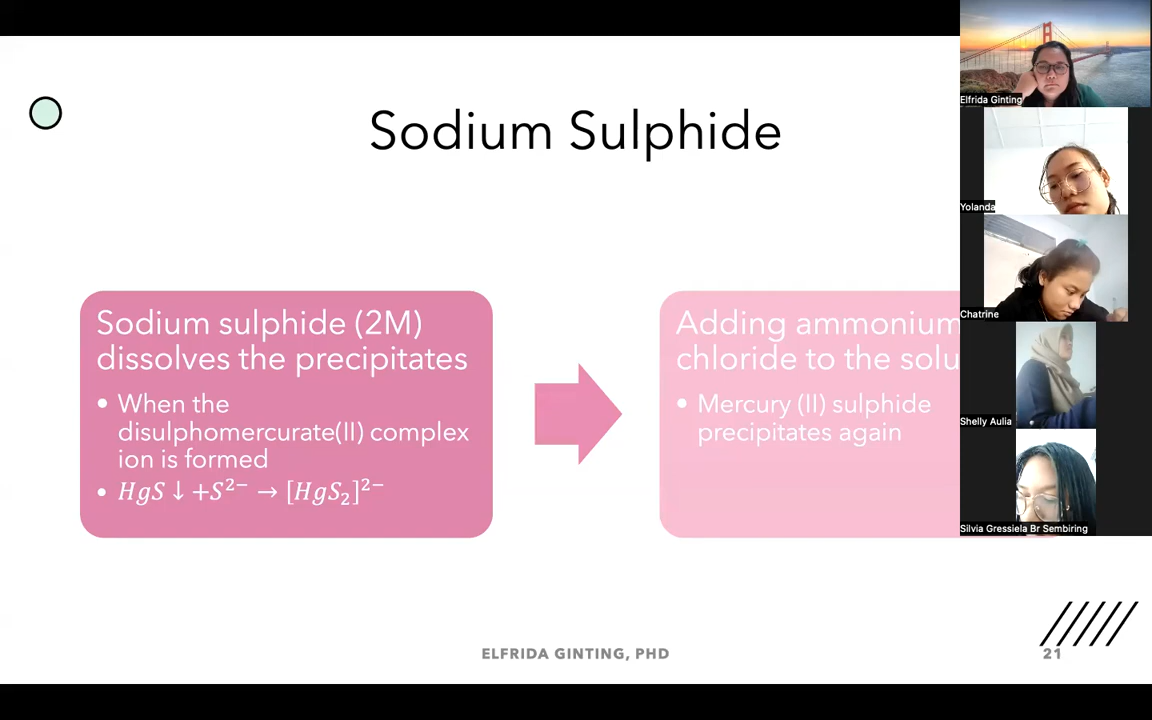 Sodium Sulphide
Sodium sulphide (2M)
dissolves the precipitates
• When the
disulphomercurate(II) complex
ion is formed
• HgS ↓ +S²⁻ → [HgS₂]²⁻
Adding ammonium
chloride to the solu
• Mercury (II) sulphide
precipitates again
ELFRIDA GINTING, PHD
21
Elfrida Ginting
Yolanda
Chatrine
Shelly Aulia
Silvia Gressiela Br Sembiring